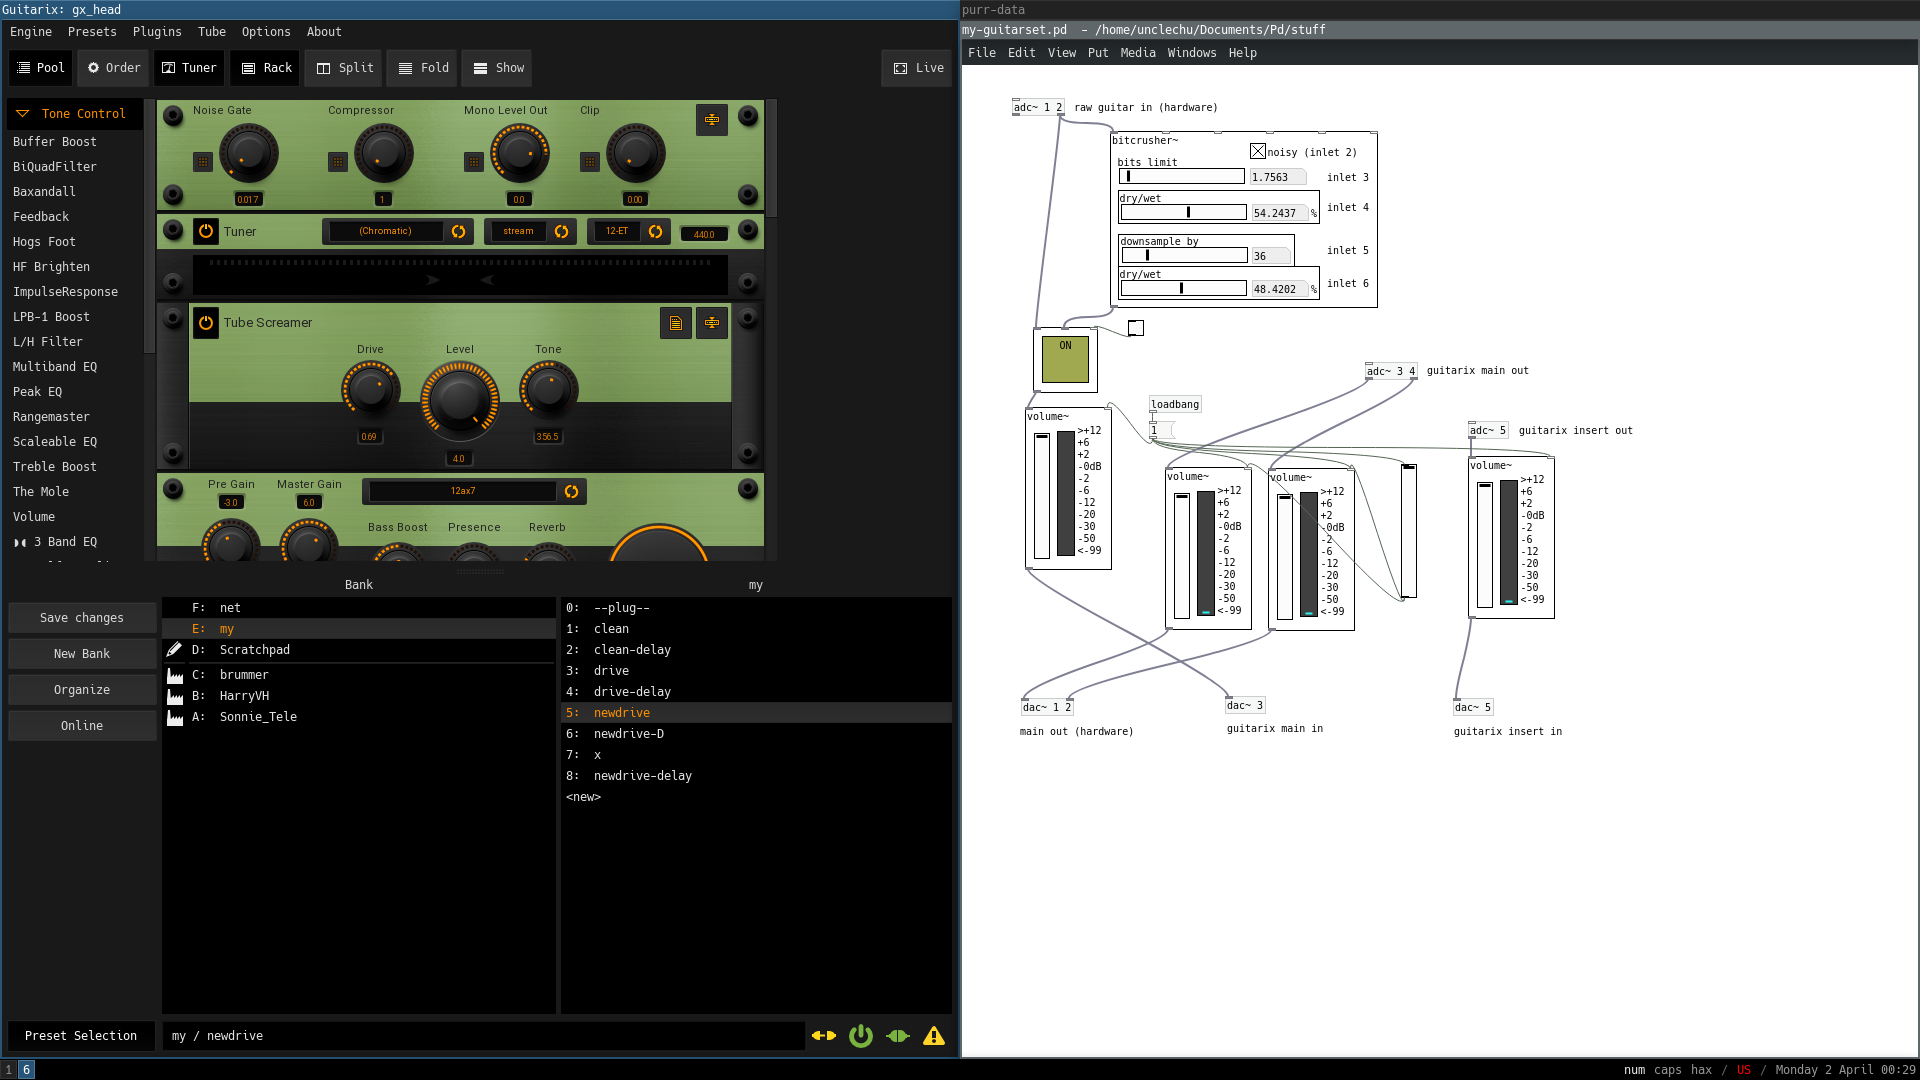 Guitarix: gx_head
Engine Presets Plugins Tube Options About
Pool Order Tuner Rack Split Fold Show Live
Tone Control
Buffer Boost
BiQuadFilter
Baxandall
Feedback
Hogs Foot
HF Brighten
ImpulseResponse
LPB-1 Boost
L/H Filter
Multiband EQ
Peak EQ
Rangemaster
Scaleable EQ
Treble Boost
The Mole
Volume
3 Band EQ
Noise Gate Compressor Mono Level Out Clip
0.017 1 0.0 0.00
Tuner (Chromatic) stream 12-ET 440.0
Tube Screamer
Drive Level Tone
0.69 4.0 356.5
Pre Gain Master Gain 12ax7
-3.0 6.0
Bass Boost Presence Reverb
Bank
my
Save changes
New Bank
Organize
Online
F: net
E: my
D: Scratchpad
C: brummer
B: HarryVH
A: Sonnie_Tele
0: --plug--
1: clean
2: clean-delay
3: drive
4: drive-delay
5: newdrive
6: newdrive-D
7: x
8: newdrive-delay
<new>
Preset Selection
my / newdrive
purr-data
my-guitarset.pd - /home/unclechu/Documents/Pd/stuff
File Edit View Put Media Windows Help
adc~ 1 2 raw guitar in (hardware)
bitcrusher~
noisy (inlet 2)
bits limit
1.7563 inlet 3
dry/wet
54.2437 % inlet 4
downsample by
36 inlet 5
dry/wet
48.4202 % inlet 6
ON
adc~ 3 4 guitarix main out
loadbang
1
adc~ 5 guitarix insert out
volume~
>+12
+6
+2
-0dB
-2
-6
-12
-20
-30
-50
<-99
volume~
>+12
+6
+2
-0dB
-2
-6
-12
-20
-30
-50
<-99
volume~
>+12
+6
+2
-0dB
-2
-6
-12
-20
-30
-50
<-99
volume~
>+12
+6
+2
-0dB
-2
-6
-12
-20
-30
-50
<-99
dac~ 1 2
main out (hardware)
dac~ 3
guitarix main in
dac~ 5
guitarix insert in
1 6
num caps hax / US / Monday 2 April 00:29